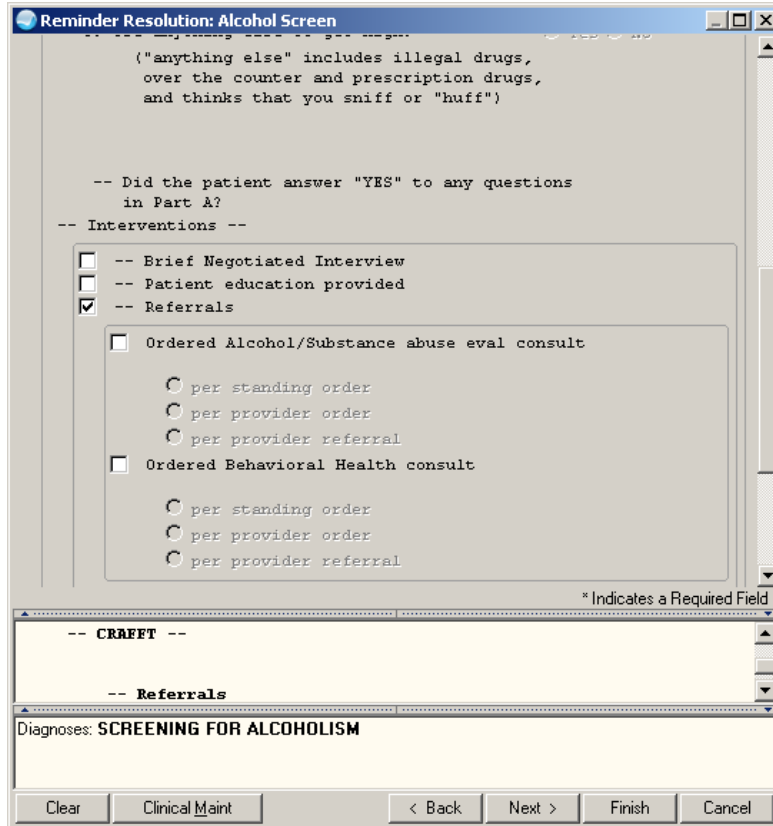 Reminder Resolution: Alcohol Screen
("anything else" includes illegal drugs,
over the counter and prescription drugs,
and thinks that you sniff or "huff")
-- Did the patient answer "YES" to any questions
in Part A?
-- Interventions --
-- Brief Negotiated Interview
-- Patient education provided
-- Referrals
Ordered Alcohol/Substance abuse eval consult
per standing order
per provider order
per provider referral
Ordered Behavioral Health consult
per standing order
per provider order
per provider referral
* Indicates a Required Field
-- CRAFFT --
-- Referrals
Diagnoses: SCREENING FOR ALCOHOLISM
Clear Clinical Maint < Back Next > Finish Cancel